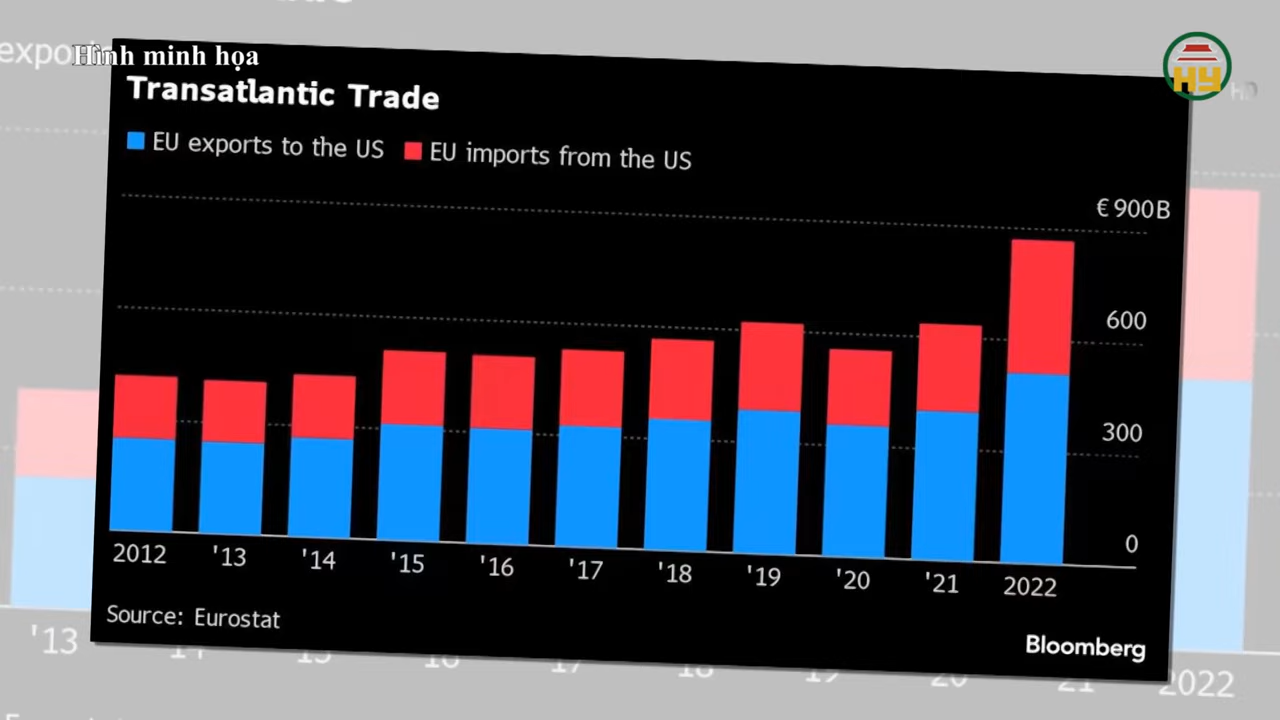 Hình minh họa
Transatlantic Trade
EU exports to the US EU imports from the US
€ 900B
600
300
0
2012 '13 '14 '15 '16 '17 '18 '19 '20 '21 2022
Source: Eurostat
Bloomberg
HY
'13 2022